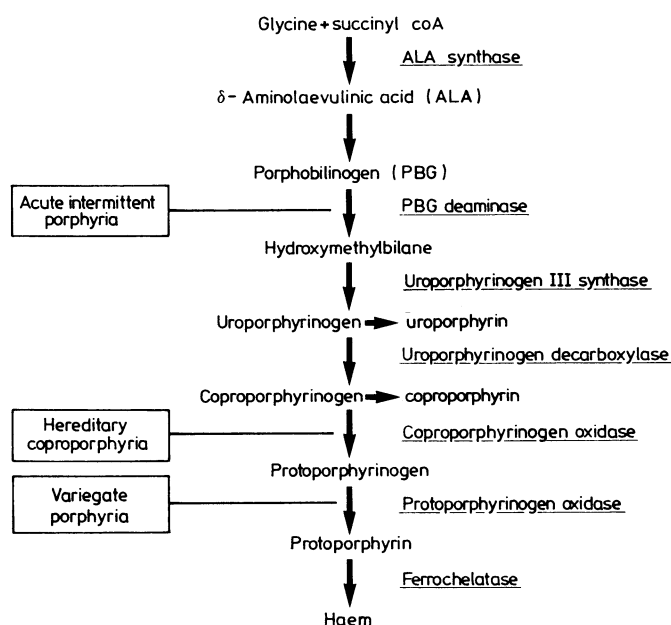 Glycine + succinyl coA
ALA synthase
δ- Aminolaevulinic acid (ALA)
Porphobilinogen (PBG)
Acute intermittent
porphyria
PBG deaminase
Hydroxymethylbilane
Uroporphyrinogen III synthase
Uroporphyrinogen uroporphyrin
Uroporphyrinogen decarboxylase
Coproporphyrinogen coproporphyrin
Hereditary
coproporphyria
Coproporphyrinogen oxidase
Protoporphyrinogen
Variegate
porphyria
Protoporphyrinogen oxidase
Protoporphyrin
Ferrochelatase
Haem